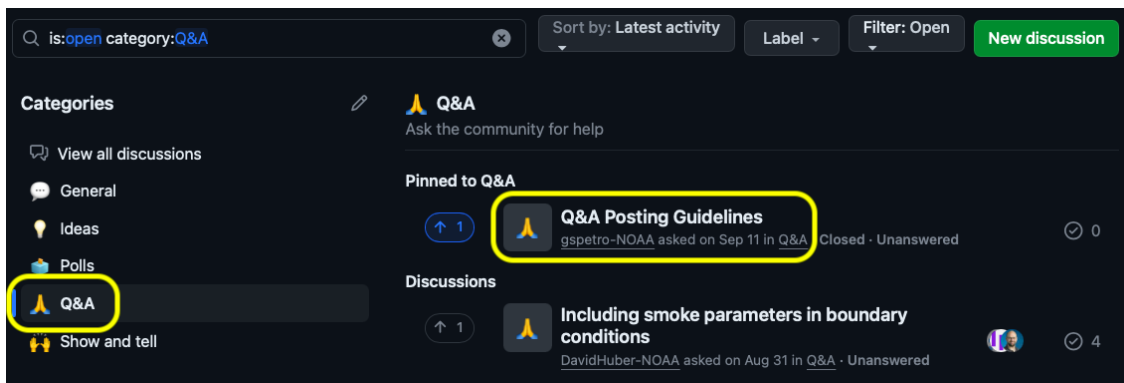 is:open category:Q&A
Sort by: Latest activity
Label
Filter: Open
New discussion
Categories
View all discussions
General
Ideas
Polls
Q&A
Show and tell
Q&A
Ask the community for help
Pinned to Q&A
1
Q&A Posting Guidelines
gspetro-NOAA asked on Sep 11 in Q&A · Closed · Unanswered
0
Discussions
1
Including smoke parameters in boundary
conditions
DavidHuber-NOAA asked on Aug 31 in Q&A · Unanswered
4